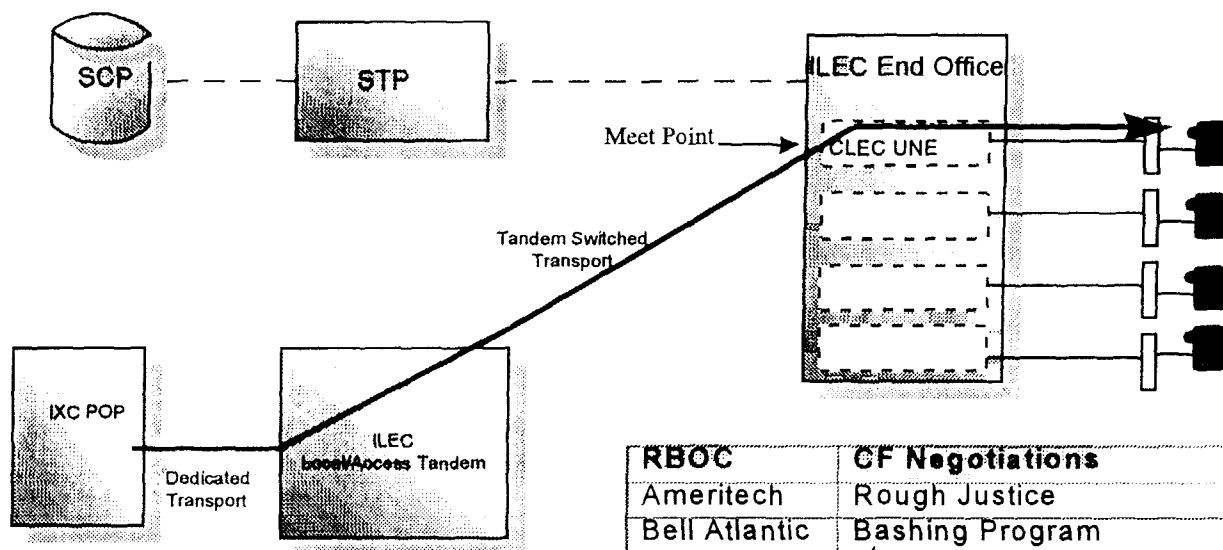 SCP
STP
ILEC End Office
Meet Point
CLEC UNE
Tandem Switched
Transport
IXC POP
ILEC
Local/Access Tandem
Dedicated
Transport
RBOC CF Negotiations
Ameritech Rough Justice
Bell Atlantic Bashing Program